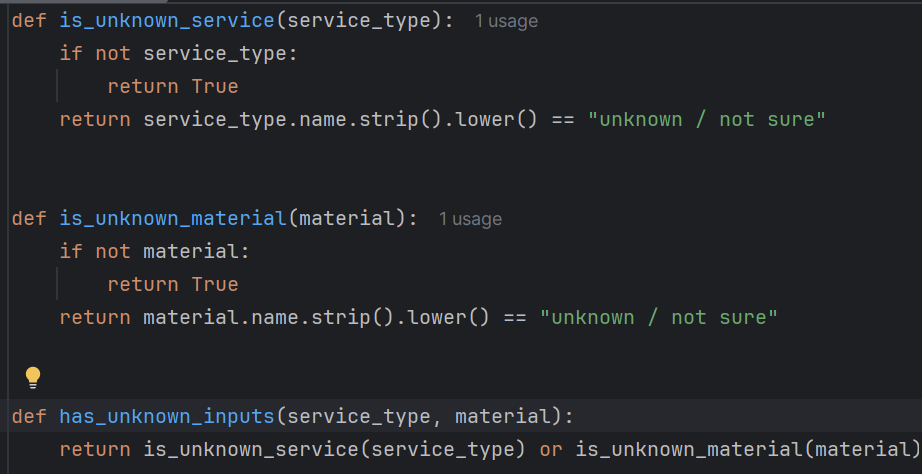 def is_unknown_service(service_type): 1 usage
    if not service_type:
        return True
    return service_type.name.strip().lower() == "unknown / not sure"
def is_unknown_material(material): 1 usage
    if not material:
        return True
    return material.name.strip().lower() == "unknown / not sure"
def has_unknown_inputs(service_type, material):
    return is_unknown_service(service_type) or is_unknown_material(material)